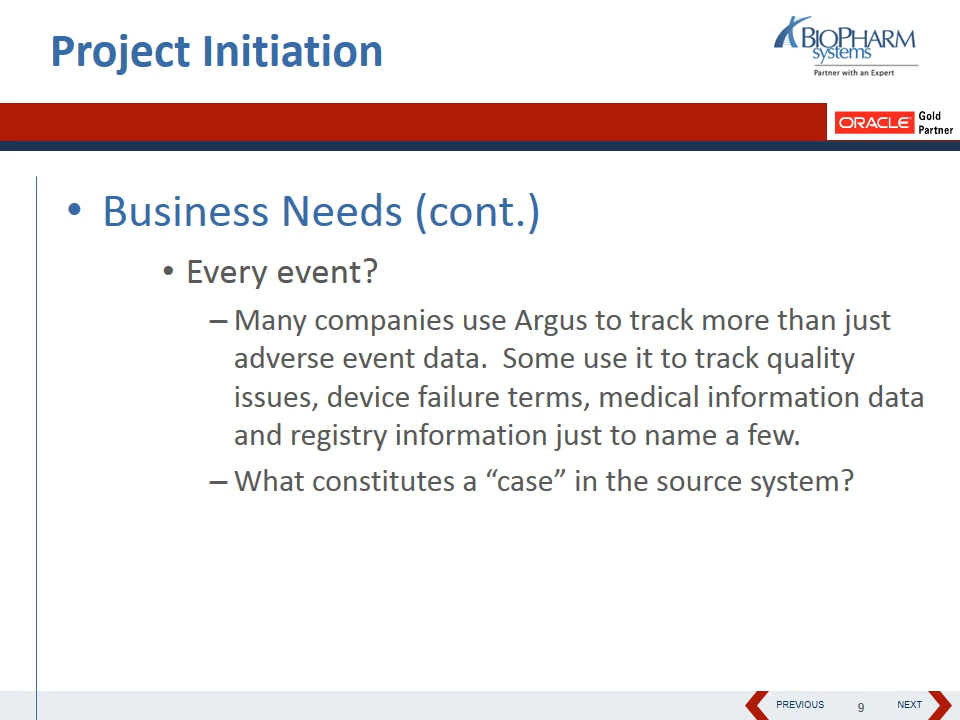 Project Initiation
BioPharm
systems
Partner with an Expert
ORACLE
Gold
Partner
• Business Needs (cont.)
• Every event?
– Many companies use Argus to track more than just
adverse event data.  Some use it to track quality
issues, device failure terms, medical information data
and registry information just to name a few.
– What constitutes a “case” in the source system?
PREVIOUS
9
NEXT